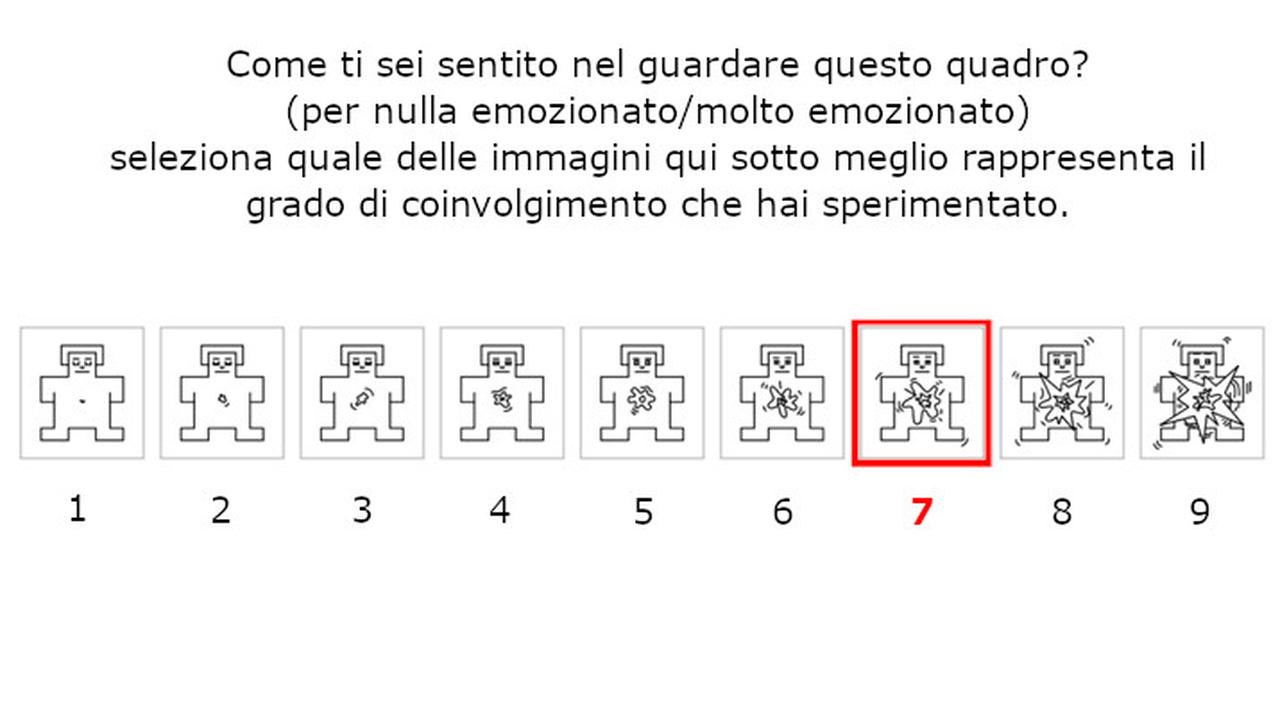 Come ti sei sentito nel guardare questo quadro?
(per nulla emozionato/molto emozionato)
seleziona quale delle immagini qui sotto meglio rappresenta il
grado di coinvolgimento che hai sperimentato.
1 2 3 4 5 6 7 8 9